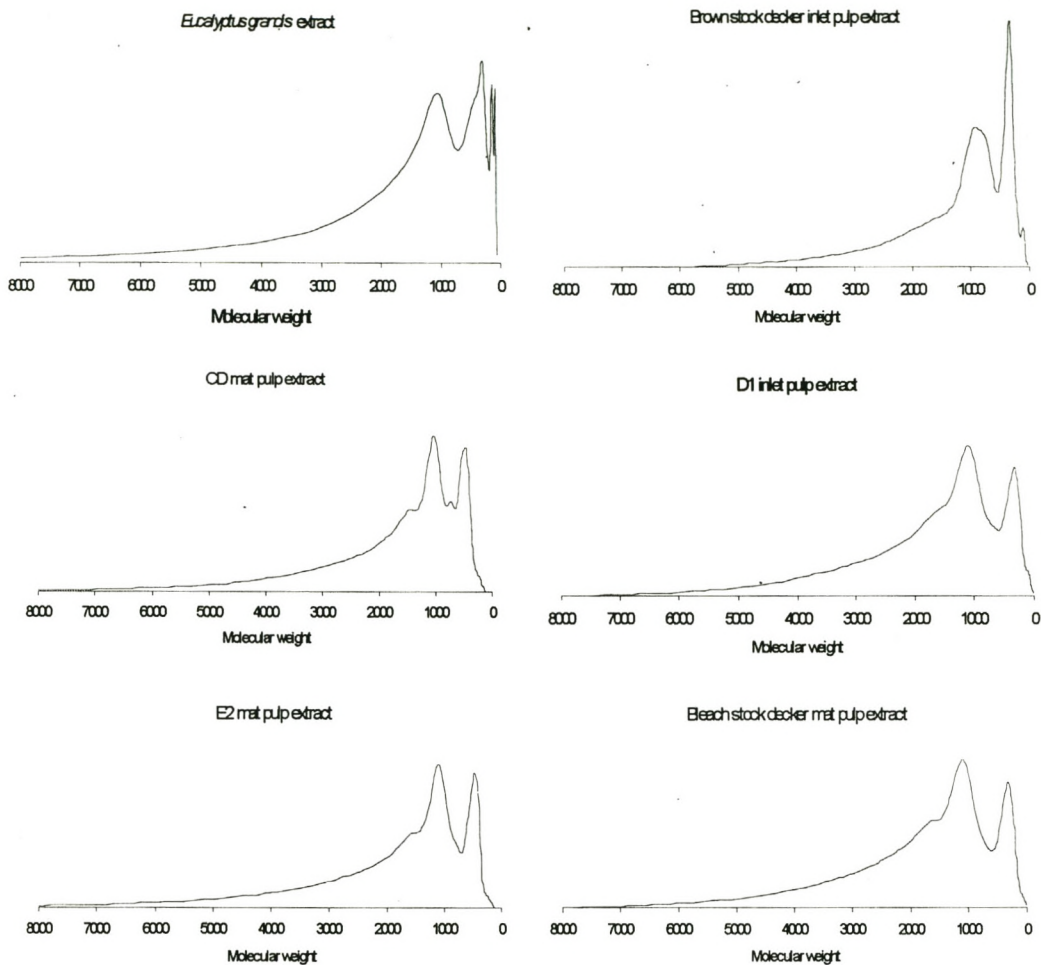 Eucalyptus grandis extract
8000 7000 6000 5000 4000 3000 2000 1000 0
Molecular weight
Brown stock decker inlet pulp extract
8000 7000 6000 5000 4000 3000 2000 1000 0
Molecular weight
CD mat pulp extract
8000 7000 6000 5000 4000 3000 2000 1000 0
Molecular weight
D1 inlet pulp extract
8000 7000 6000 5000 4000 3000 2000 1000 0
Molecular weight
E2 mat pulp extract
8000 7000 6000 5000 4000 3000 2000 1000 0
Molecular weight
Bleach stock decker mat pulp extract
8000 7000 6000 5000 4000 3000 2000 1000 0
Molecular weight